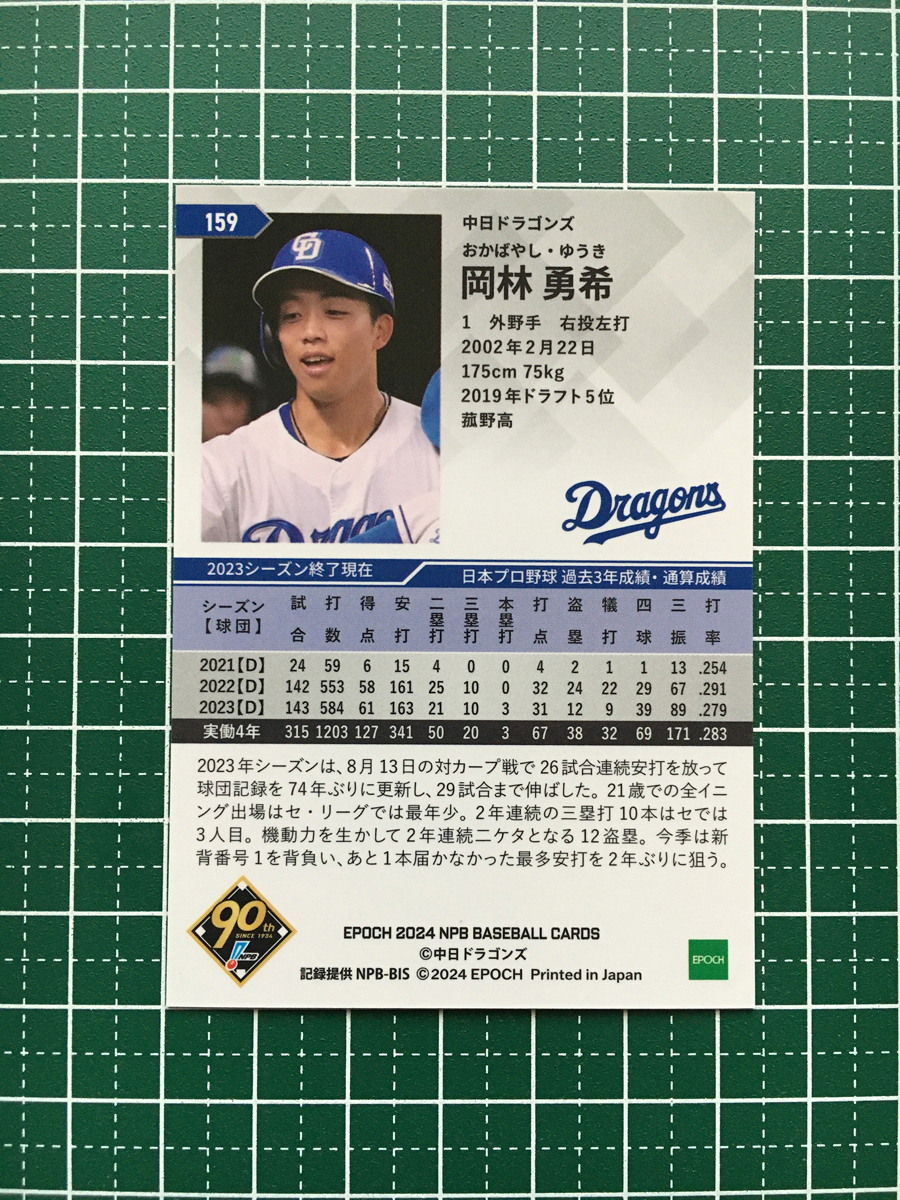 159
中日ドラゴンズ
おかばやし・ゆうき
岡林 勇希
1 外野手 右投左打
2002年2月22日
175cm 75kg
2019年ドラフト5位
菰野高
Dragons
2023シーズン終了現在
日本プロ野球 過去3年成績・通算成績
シーズン【球団】 試合 打数 得点 安打 二塁打 三塁打 本塁打 打点 盗塁 犠打 四球 三振 打率
2021【D】 24 59 6 15 4 0 0 4 2 1 1 13 .254
2022【D】 142 553 58 161 25 10 0 32 24 22 29 67 .291
2023【D】 143 584 61 163 21 10 3 31 12 9 39 89 .279
実働4年 315 1203 127 341 50 20 3 67 38 32 69 171 .283
2023年シーズンは、8月13日の対カープ戦で26試合連続安打を放って
球団記録を74年ぶりに更新し、29試合まで伸ばした。21歳での全イニ
ング出場はセ・リーグでは最年少。2年連続の三塁打10本はセでは
3人目。機動力を生かして2年連続二ケタとなる12盗塁。今季は新
背番号1を背負い、あと1本届かなかった最多安打を2年ぶりに狙う。
90th
SINCE 1934
NPB
EPOCH 2024 NPB BASEBALL CARDS
©中日ドラゴンズ
記録提供 NPB-BIS ©2024 EPOCH Printed in Japan
EPOCH